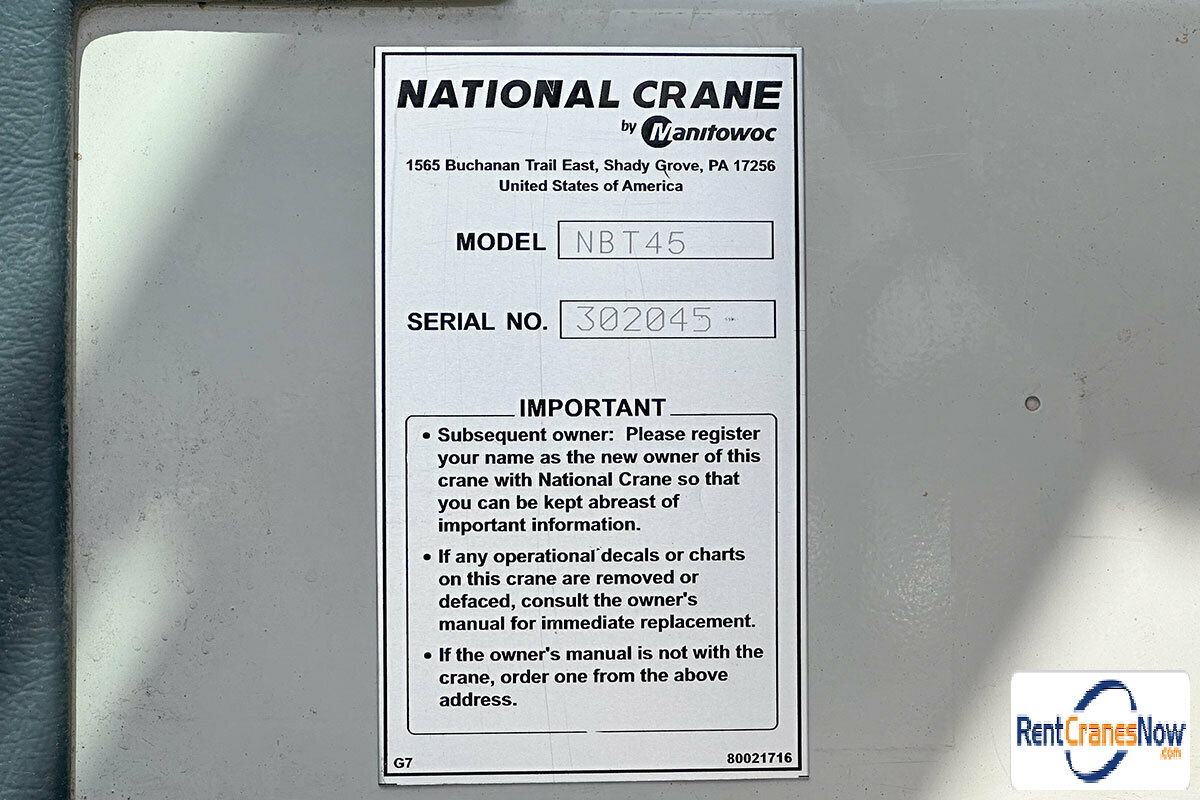 NATIONAL CRANE
by Manitowoc
1565 Buchanan Trail East, Shady Grove, PA 17256
United States of America
MODEL NBT45
SERIAL NO. 302045
IMPORTANT
• Subsequent owner: Please register
your name as the new owner of this
crane with National Crane so that
you can be kept abreast of
important information.
• If any operational decals or charts
on this crane are removed or
defaced, consult the owner's
manual for immediate replacement.
• If the owner's manual is not with the
crane, order one from the above
address.
G7 80021716
RentCranesNow
.com